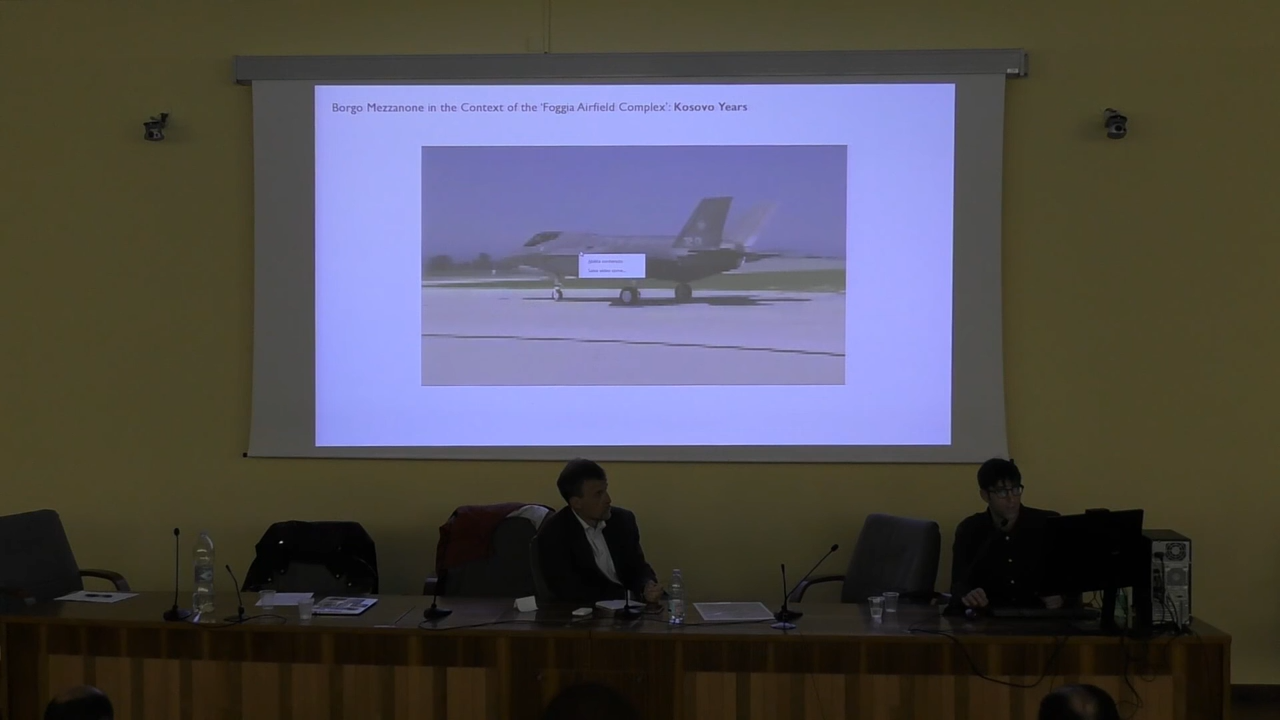 Borgo Mezzanone in the Context of the 'Foggia Airfield Complex': Kosovo Years